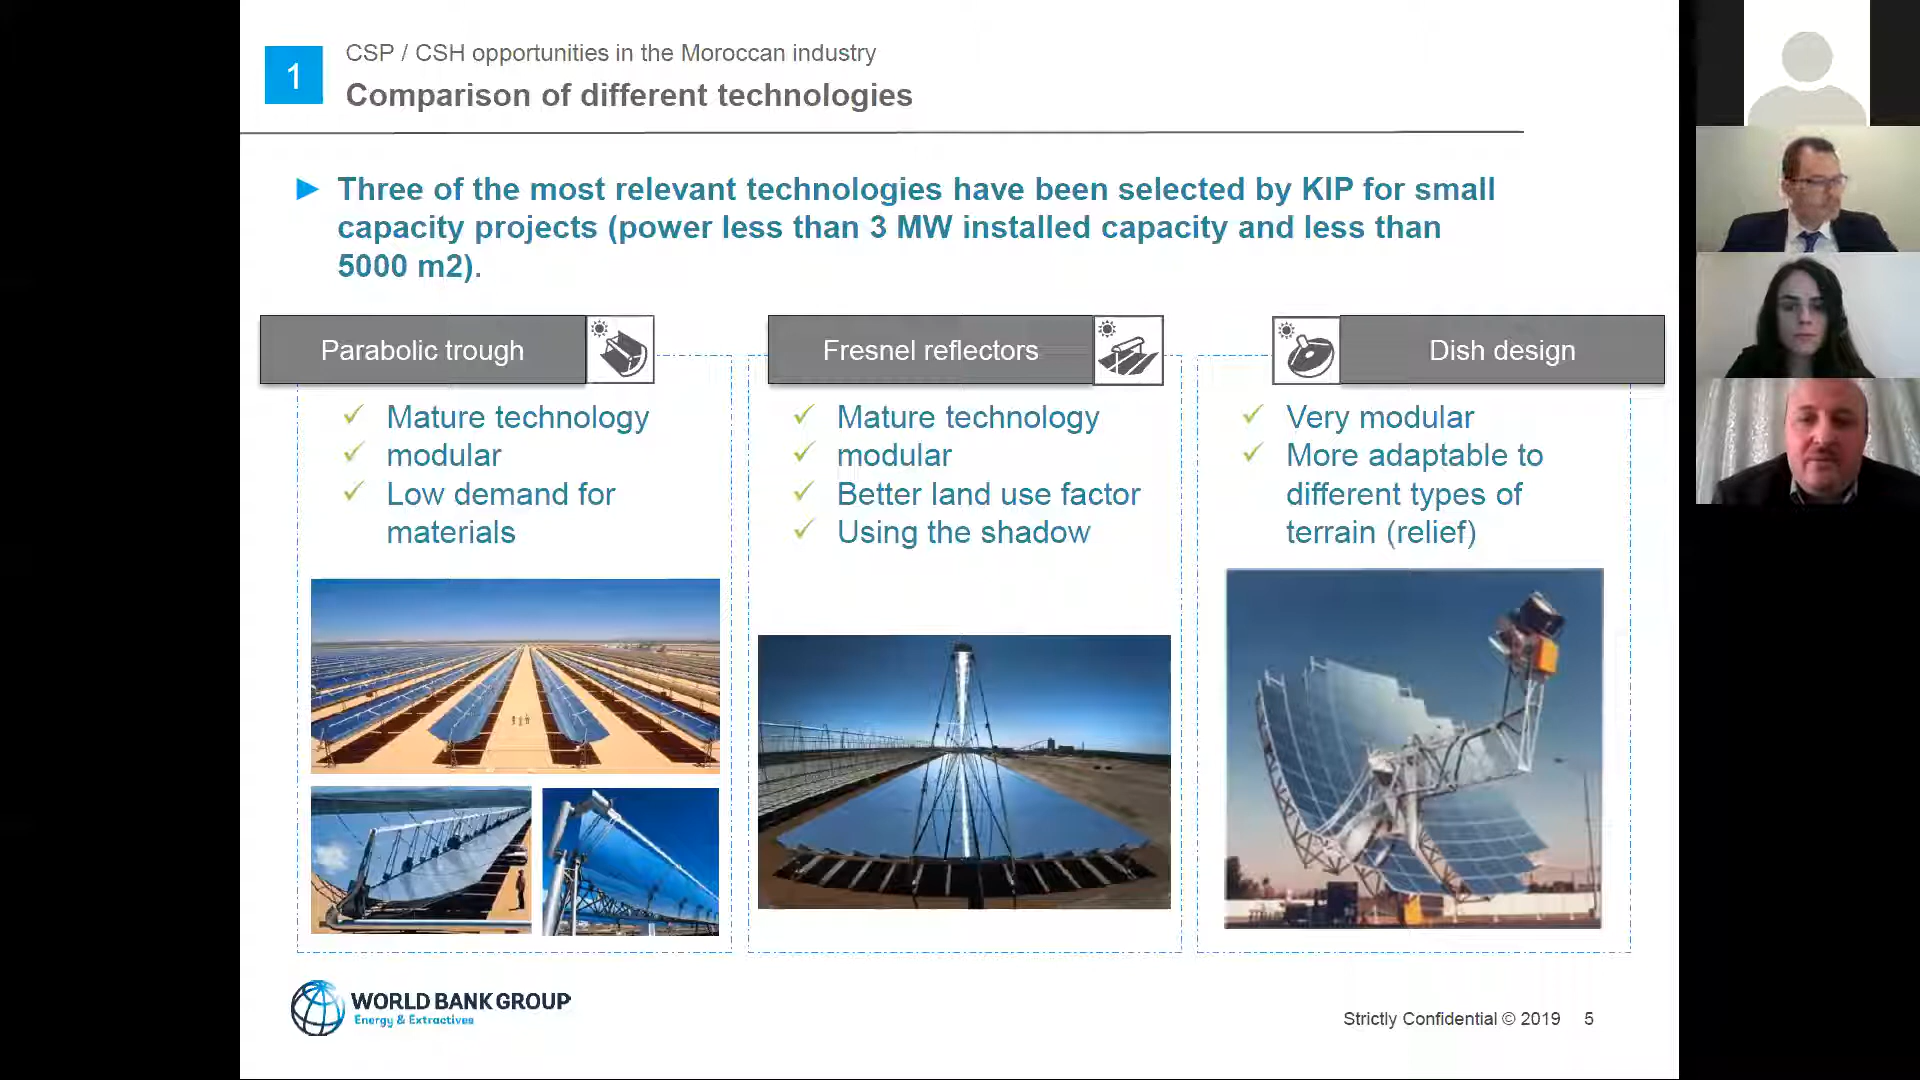 1
CSP / CSH opportunities in the Moroccan industry
Comparison of different technologies
Three of the most relevant technologies have been selected by KIP for small
capacity projects (power less than 3 MW installed capacity and less than
5000 m2).
Parabolic trough
Mature technology
modular
Low demand for
materials
Fresnel reflectors
Mature technology
modular
Better land use factor
Using the shadow
Dish design
Very modular
More adaptable to
different types of
terrain (relief)
WORLD BANK GROUP
Energy & Extractives
Strictly Confidential © 2019 5